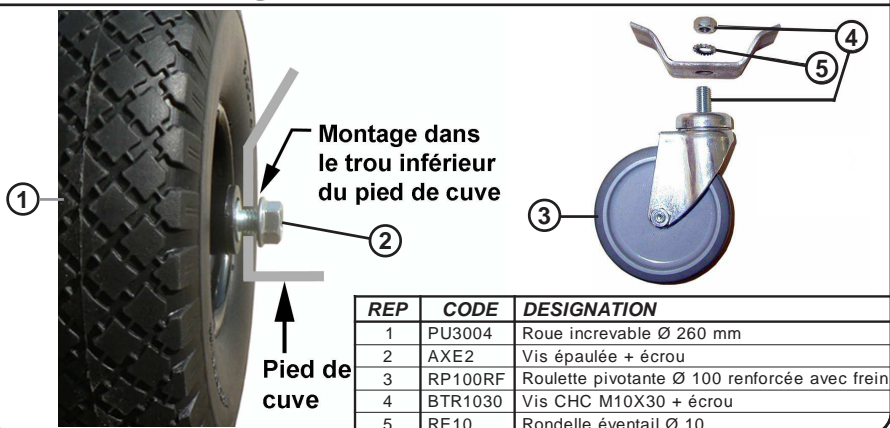 1
Montage dans
le trou inférieur
du pied de cuve
2
Pied de
cuve
4
5
3
REP CODE DESIGNATION
1 PU3004 Roue increvable Ø 260 mm
2 AXE2 Vis épaulée + écrou
3 RP100RF Roulette pivotante Ø 100 renforcée avec frein
4 BTR1030 Vis CHC M10X30 + écrou
5 RE10 Rondelle éventail Ø 10